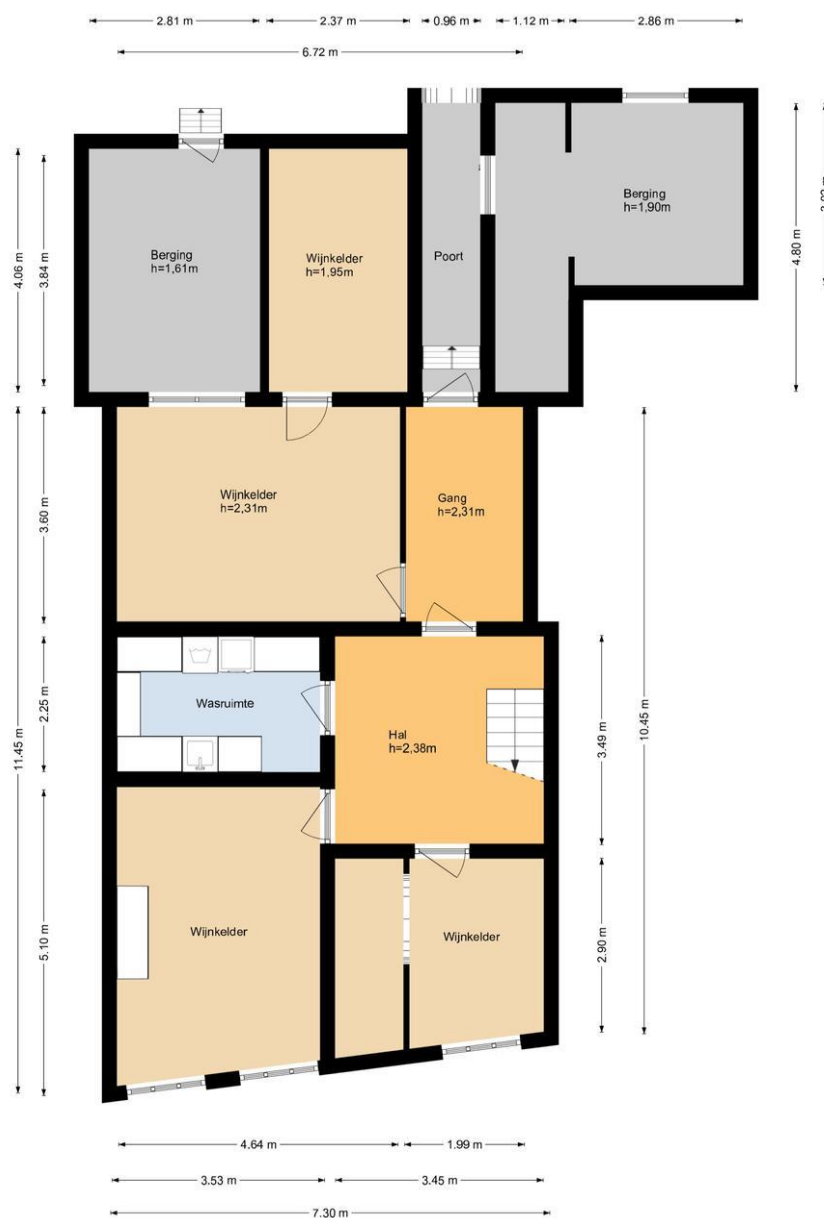 2.81 m
2.37 m
0.96 m
1.12 m
2.86 m
6.72 m
Berging
h=1,61m
Wijnkelder
h=1,95m
Poort
Berging
h=1,90m
4.06 m
3.84 m
4.80 m
Wijnkelder
h=2,31m
Gang
h=2,31m
3.60 m
Wasruimte
2.25 m
Hal
h=2,38m
3.49 m
11.45 m
10.45 m
Wijnkelder
5.10 m
Wijnkelder
2.90 m
4.64 m
1.99 m
3.53 m
3.45 m
7.30 m